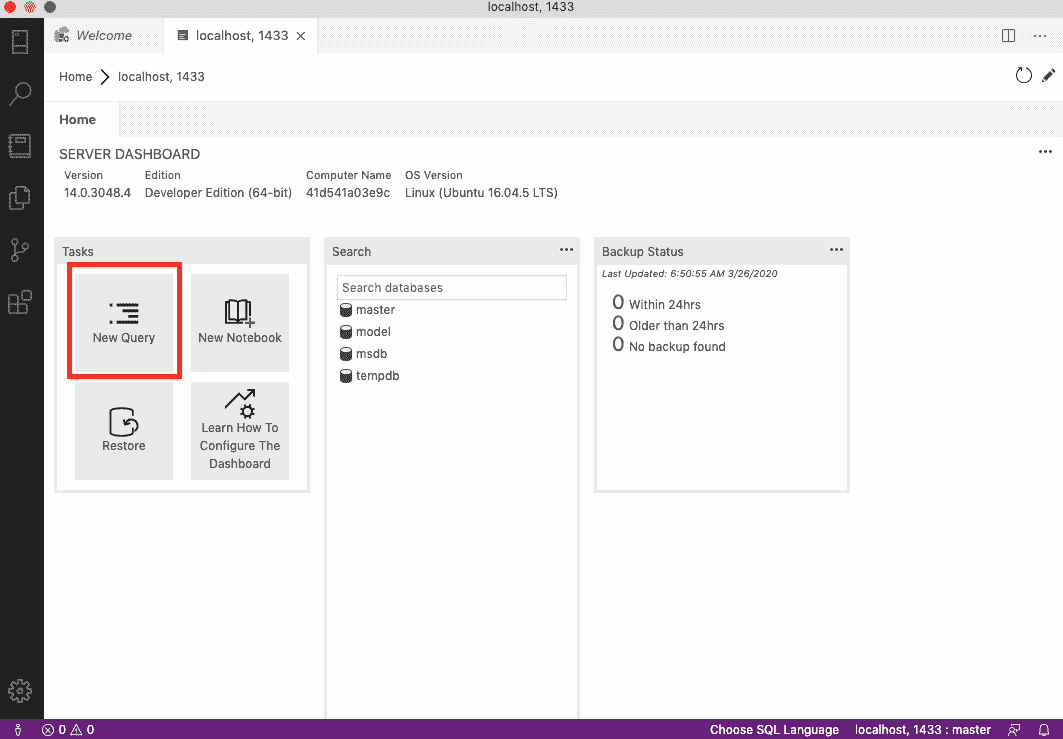 localhost, 1433
Welcome
localhost, 1433
Home
localhost, 1433
Home
SERVER DASHBOARD
Version Edition Computer Name OS Version
14.0.3048.4 Developer Edition (64-bit) 41d541a03e9c Linux (Ubuntu 16.04.5 LTS)
Tasks
New Query
New Notebook
Restore
Learn How To
Configure The
Dashboard
Search
Search databases
master
model
msdb
tempdb
Backup Status
Last Updated: 6:50:55 AM 3/26/2020
0 Within 24hrs
0 Older than 24hrs
0 No backup found
0 0 Choose SQL Language localhost, 1433 : master